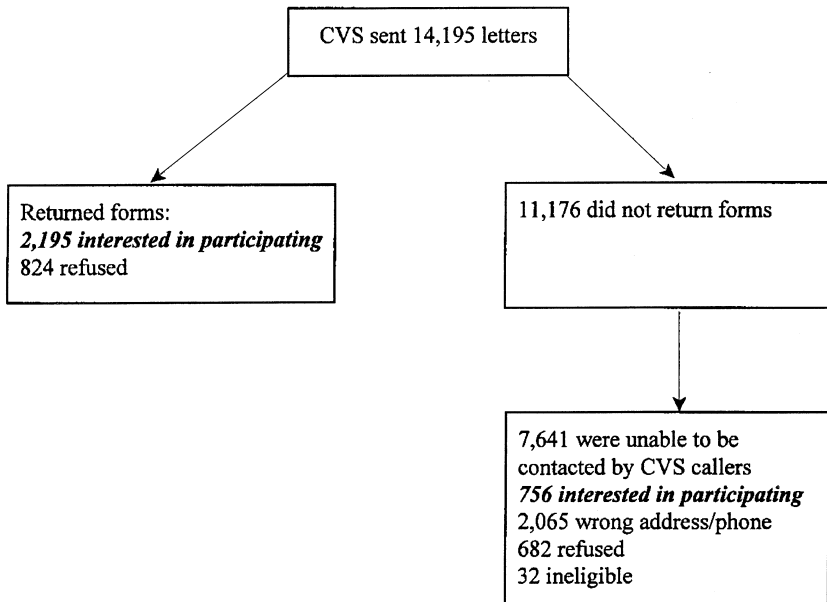 CVS sent 14,195 letters
Returned forms:
2,195 interested in participating
824 refused
11,176 did not return forms
7,641 were unable to be
contacted by CVS callers
756 interested in participating
2,065 wrong address/phone
682 refused
32 ineligible